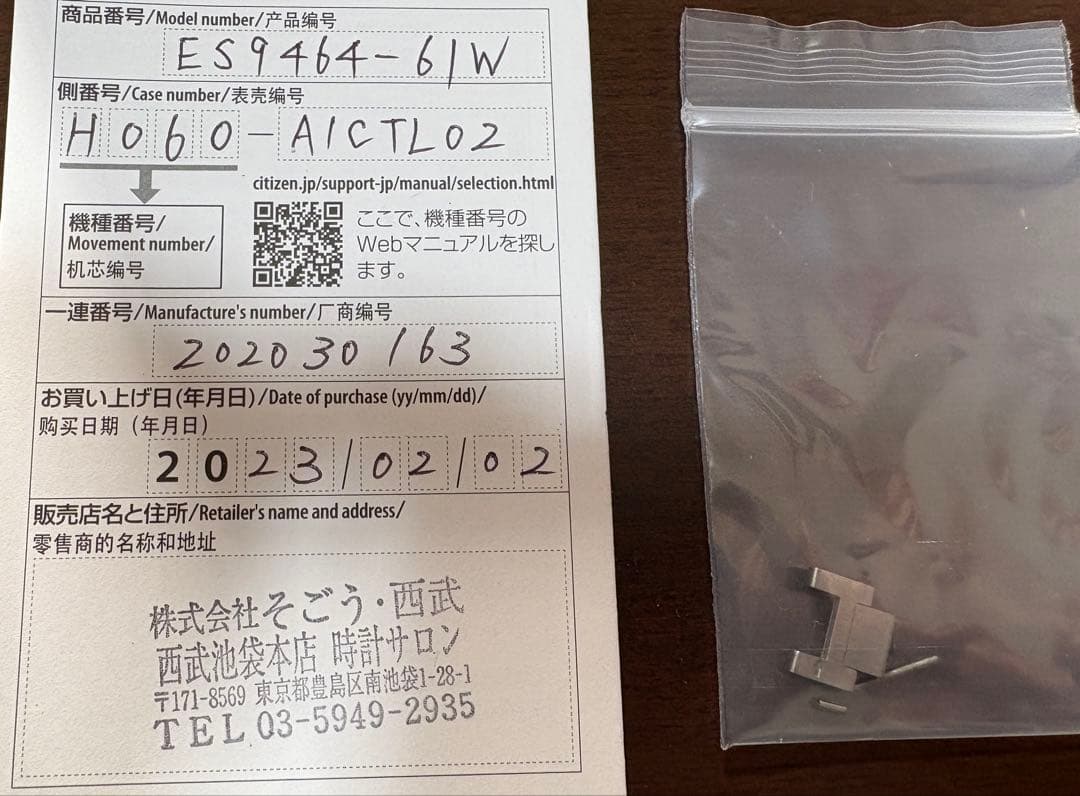 商品番号/Model number/产品编号
ES9464-61W
側番号/Case number/表壳编号
H060-A1CTL02
citizen.jp/support-jp/manual/selection.html
機種番号/
Movement number/
机芯编号
ここで、機種番号の
Webマニュアルを探し
ます。
一連番号/Manufacture's number/厂商编号
202030163
お買い上げ日(年月日)/Date of purchase (yy/mm/dd)/
购买日期（年月日）
2023/02/02
販売店名と住所/Retailer's name and address/
零售商的名称和地址
株式会社そごう・西武
西武池袋本店 時計サロン
〒171-8569 東京都豊島区南池袋1-28-1
TEL 03-5949-2935